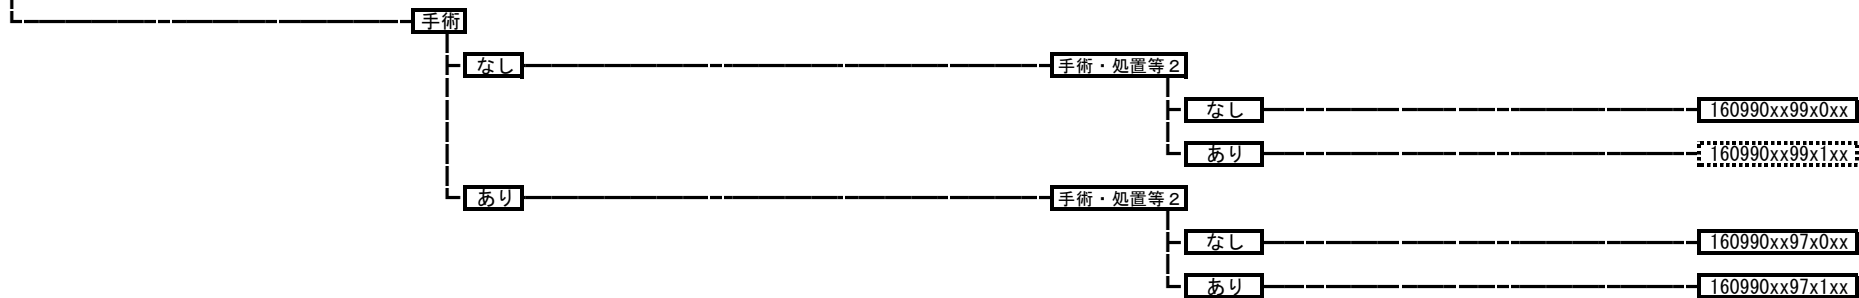 手術
なし 手術・処置等2
なし 160990xx99x0xx
あり 160990xx99x1xx
あり 手術・処置等2
なし 160990xx97x0xx
あり 160990xx97x1xx